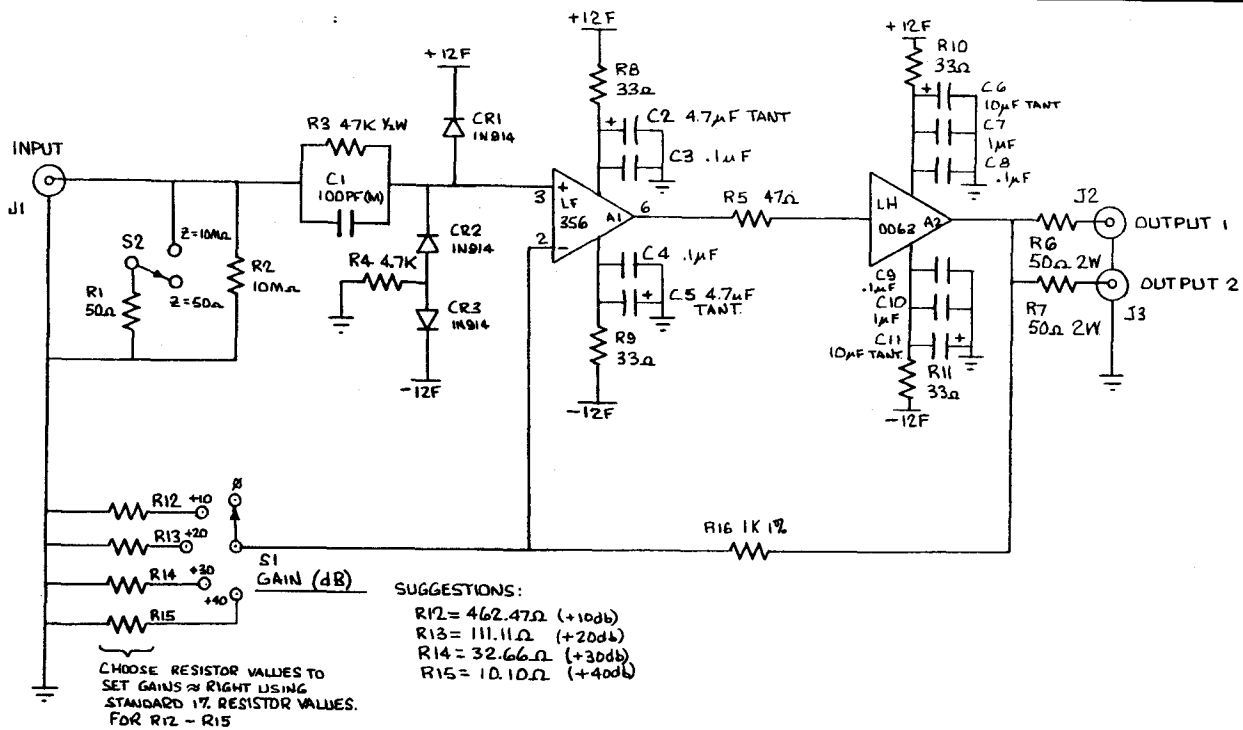 INPUT
J1
S2
Z=10MΩ
Z=50Ω
R1
50Ω
R2
10MΩ
R3 47K ½W
C1
100PF(M)
+12F
CR1
1N914
CR2
1N914
R4 4.7K
CR3
1N914
-12F
+12F
R8
33Ω
+
C2 4.7µF TANT
C3 .1µF
3
+
LF
356
A1
6
2
-
C4 .1µF
+
C5 4.7µF
TANT.
R9
33Ω
-12F
R5 47Ω
+12F
R10
33Ω
+
C6
10µF TANT
C7
1µF
C8
.1µF
LH
0063
A2
C9
.1µF
C10
1µF
C11
10µF TANT.
+
R11
33Ω
-12F
J2
OUTPUT 1
R6
50Ω 2W
OUTPUT 2
R7
50Ω 2W
J3
R12 +10
Ø
R13 +20
R14 +30
R15 +40
S1
GAIN (dB)
R16 1K 1%
CHOOSE RESISTOR VALUES TO
SET GAINS ≈ RIGHT USING
STANDARD 1% RESISTOR VALUES.
FOR R12 - R15
SUGGESTIONS:
R12 = 462.47Ω (+10db)
R13 = 111.11Ω (+20db)
R14 = 32.66Ω (+30db)
R15 = 10.10Ω (+40db)